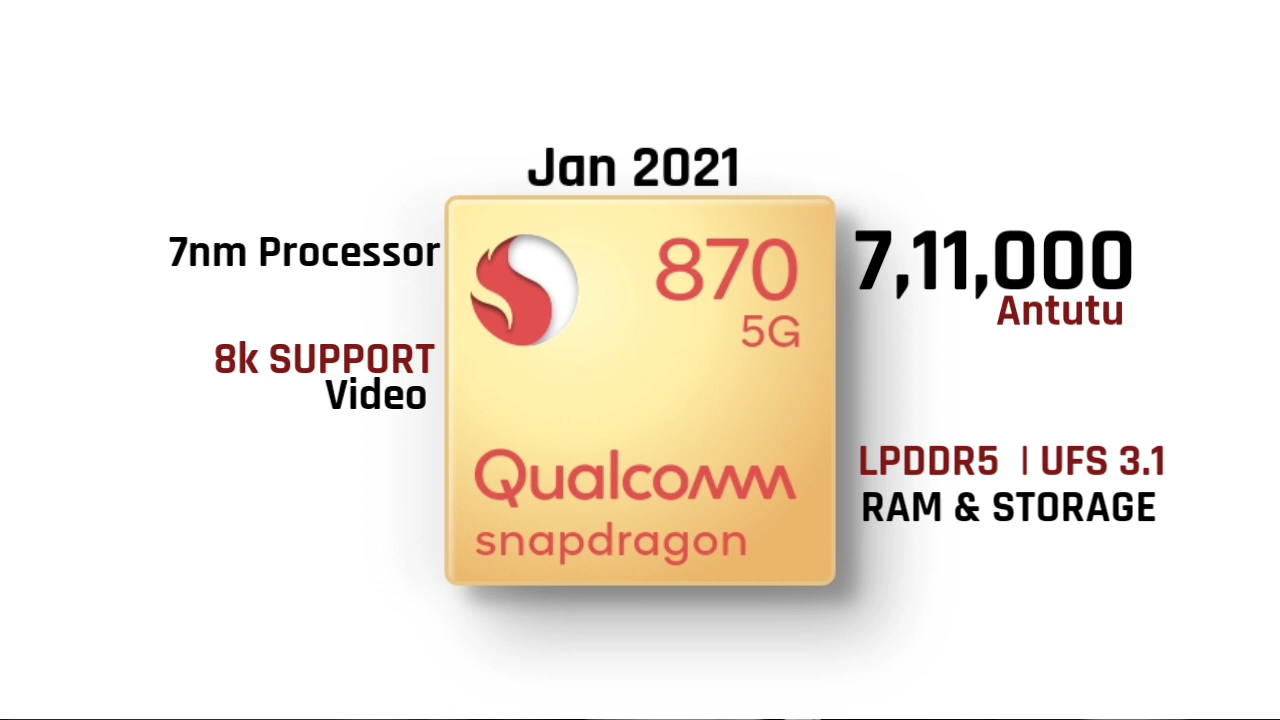 Jan 2021
7nm Processor
8k SUPPORT
Video
870
5G
Qualcomm
snapdragon
7,11,000
Antutu
LPDDR5 | UFS 3.1
RAM & STORAGE